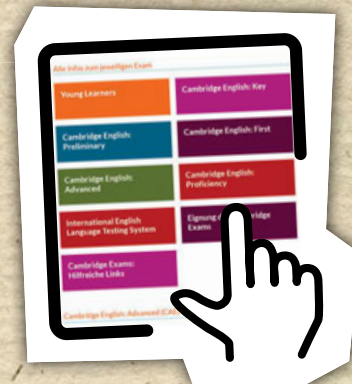 Alle Infos zum jeweiligen Exam
Young Learners
Cambridge English: Key
Cambridge English:
Preliminary
Cambridge English: First
Cambridge English:
Advanced
Cambridge English:
Proficiency
International English
Language Testing System
Eignung
Exams
Cambridge Exams:
Hilfreiche Links
Cambridge English: Advanced